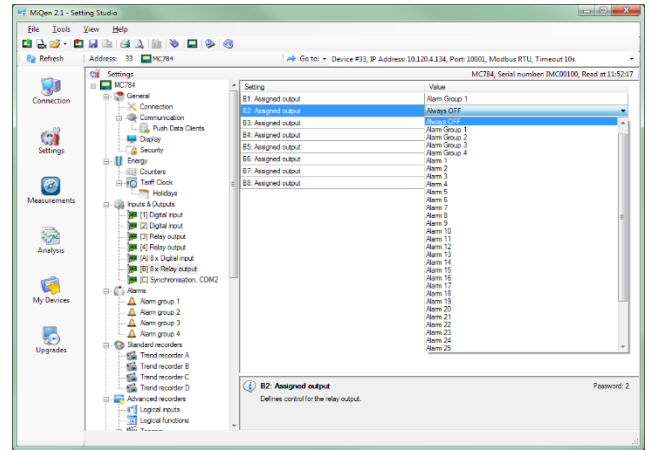 MiQen 2.1 - Setting Studio
File Tools View Help
Refresh Address: 33 MC784 Go to: Device #33, IP Address: 10.120.4.134, Port: 10001, Modbus RTU, Timeout 10s
Settings MC784, Serial number: IMC00100, Read at 11:52:17
Connection
Settings
Measurements
Analysis
My Devices
Upgrades
MC784
General
Connection
Communication
Push Data Clients
Display
Security
Energy
Counters
Tariff Clock
Holidays
Inputs & Outputs
[1] Digital input
[2] Digital input
[3] Relay output
[4] Relay output
[A] 8 x Digital input
[B] 8 x Relay output
[C] Synchronisation, COM2
Alarms
Alarm group 1
Alarm group 2
Alarm group 3
Alarm group 4
Standard recorders
Trend recorder A
Trend recorder B
Trend recorder C
Trend recorder D
Advanced recorders
Logical inputs
Logical functions
Setting Value
B1: Assigned output Alarm Group 1
B2: Assigned output Always OFF
B3: Assigned output
B4: Assigned output
B5: Assigned output
B6: Assigned output
B7: Assigned output
B8: Assigned output
Always OFF
Alarm Group 1
Alarm Group 2
Alarm Group 3
Alarm Group 4
Alarm 1
Alarm 2
Alarm 3
Alarm 4
Alarm 5
Alarm 6
Alarm 7
Alarm 8
Alarm 9
Alarm 10
Alarm 11
Alarm 12
Alarm 13
Alarm 14
Alarm 15
Alarm 16
Alarm 17
Alarm 18
Alarm 19
Alarm 20
Alarm 21
Alarm 22
Alarm 23
Alarm 24
Alarm 25
B2: Assigned output Password: 2
Defines control for the relay output.